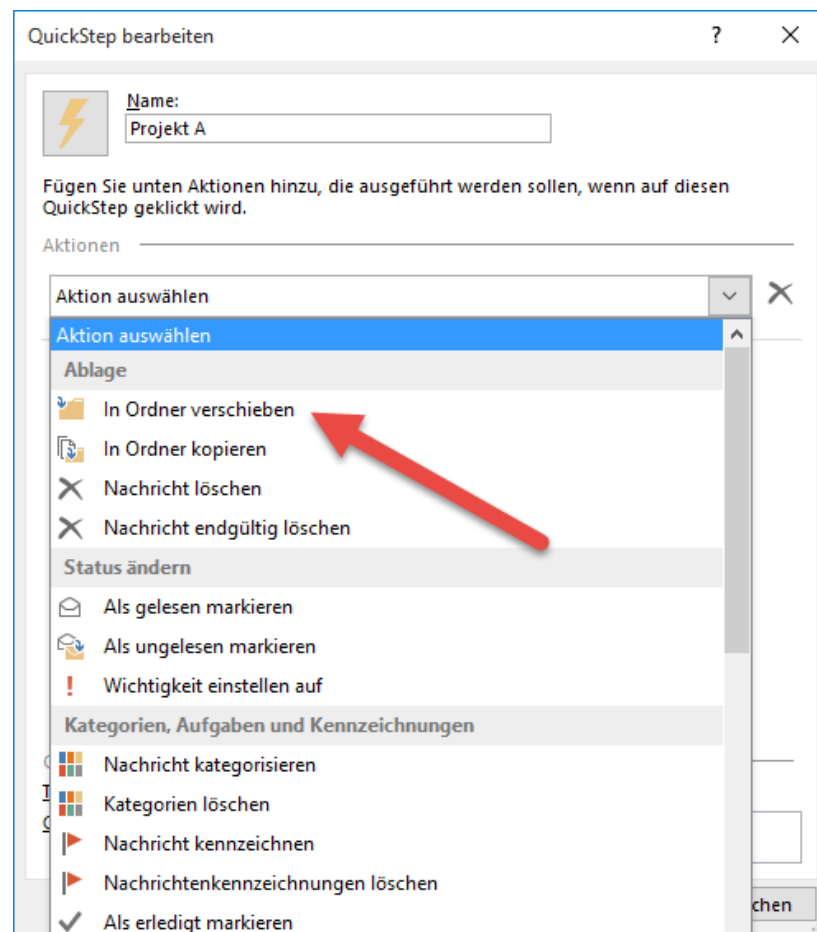 QuickStep bearbeiten
Name:
Projekt A
Fügen Sie unten Aktionen hinzu, die ausgeführt werden sollen, wenn auf diesen
QuickStep geklickt wird.
Aktionen
Aktion auswählen
Aktion auswählen
Ablage
In Ordner verschieben
In Ordner kopieren
Nachricht löschen
Nachricht endgültig löschen
Status ändern
Als gelesen markieren
Als ungelesen markieren
Wichtigkeit einstellen auf
Kategorien, Aufgaben und Kennzeichnungen
Nachricht kategorisieren
Kategorien löschen
Nachricht kennzeichnen
Nachrichtenkennzeichnungen löschen
Als erledigt markieren